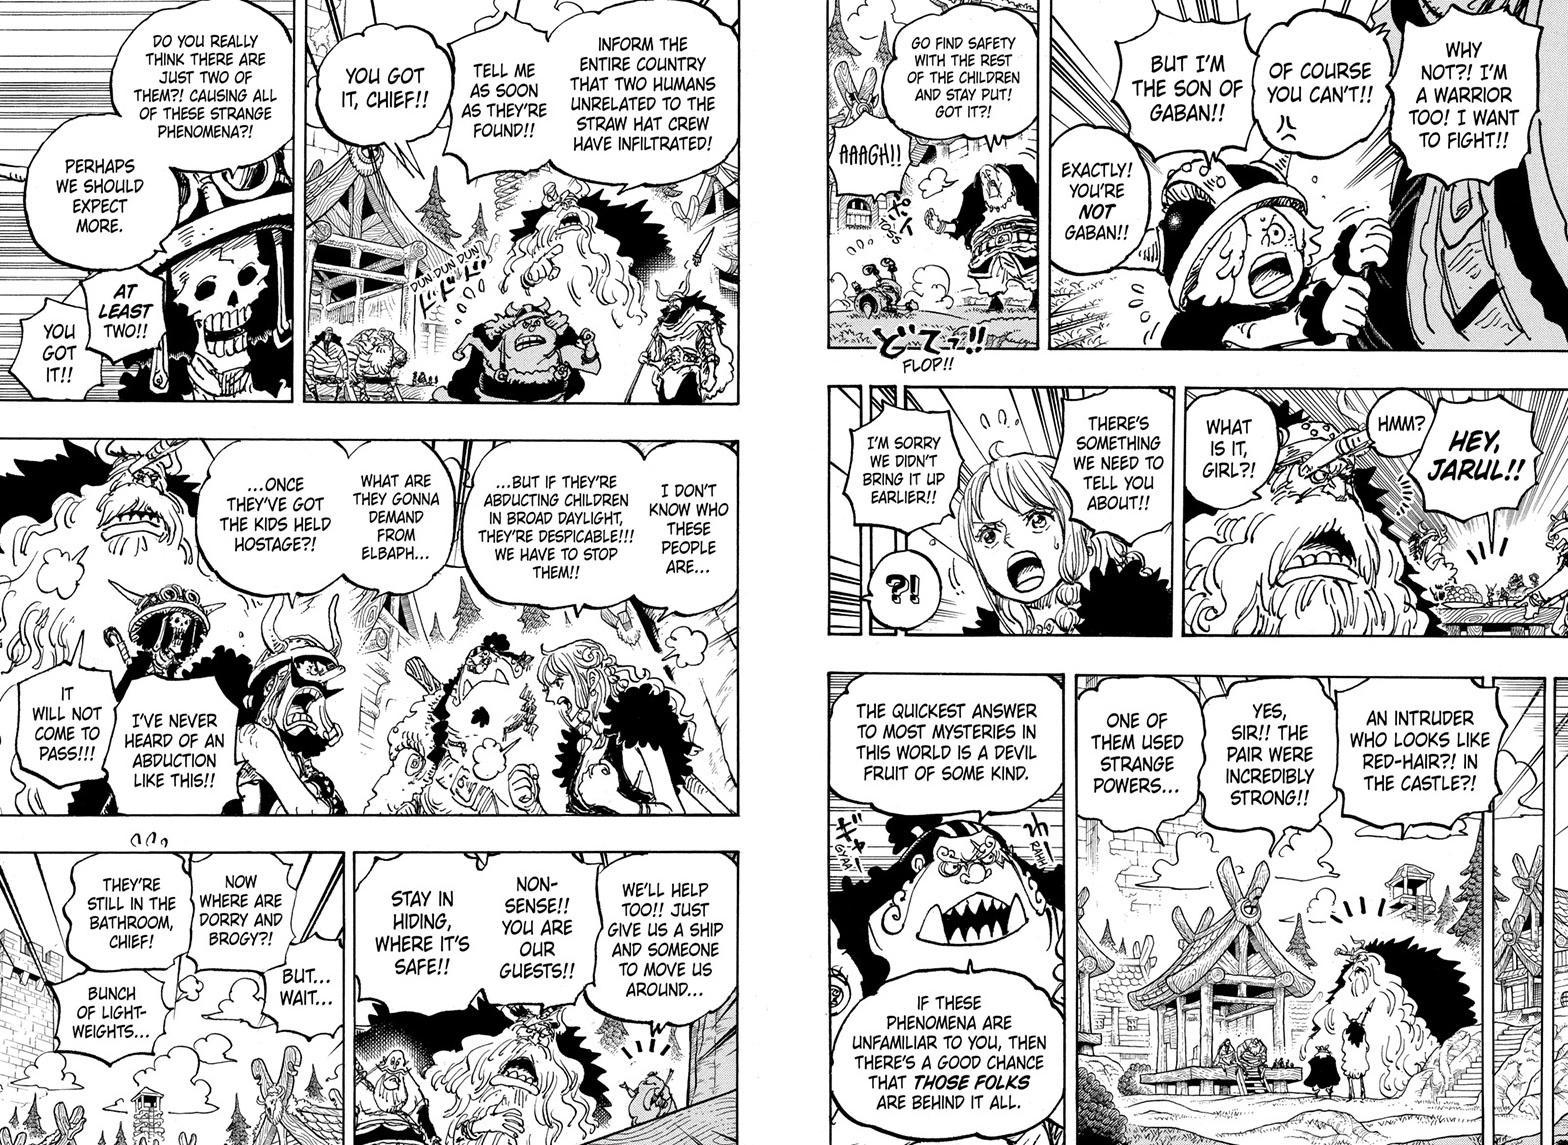 WHY
NOT?! I'M
A WARRIOR
TOO! I WANT
TO FIGHT!!
OF COURSE
YOU CAN'T!!
BUT I'M
THE SON OF
GABAN!!
EXACTLY!
YOU'RE
NOT
GABAN!!
GO FIND SAFETY
WITH THE REST
OF THE CHILDREN
AND STAY PUT!
GOT IT?!
AAAGH!!
ポーイ
TOSS
どてっ!!
FLOP!!
HEY,
JARUL!!
HMM?
WHAT
IS IT,
GIRL?!
THERE'S
SOMETHING
WE NEED TO
TELL YOU
ABOUT!!
I'M SORRY
WE DIDN'T
BRING IT UP
EARLIER!!
?!
AN INTRUDER
WHO LOOKS LIKE
RED-HAIR?! IN
THE CASTLE?!
YES,
SIR!! THE
PAIR WERE
INCREDIBLY
STRONG!!
ONE OF
THEM USED
STRANGE
POWERS...
THE QUICKEST ANSWER
TO MOST MYSTERIES IN
THIS WORLD IS A DEVIL
FRUIT OF SOME KIND.
IF THESE
PHENOMENA ARE
UNFAMILIAR TO YOU, THEN
THERE'S A GOOD CHANCE
THAT THOSE FOLKS
ARE BEHIND IT ALL.
INFORM THE
ENTIRE COUNTRY
THAT TWO HUMANS
UNRELATED TO THE
STRAW HAT CREW
HAVE INFILTRATED!
TELL ME
AS SOON
AS THEY'RE
FOUND!!
YOU GOT
IT, CHIEF!!
DUN DUN DUN
ドドド
DO YOU REALLY
THINK THERE ARE
JUST TWO OF
THEM?! CAUSING ALL
OF THESE STRANGE
PHENOMENA?!
PERHAPS
WE SHOULD
EXPECT
MORE.
AT
LEAST
TWO!!
YOU
GOT
IT!!
I DON'T
KNOW WHO
THESE
PEOPLE
ARE...
...BUT IF THEY'RE
ABDUCTING CHILDREN
IN BROAD DAYLIGHT,
THEY'RE DESPICABLE!!!
WE HAVE TO STOP
THEM!!
WHAT ARE
THEY GONNA
DEMAND
FROM
ELBAPH...
...ONCE
THEY'VE GOT
THE KIDS HELD
HOSTAGE?!
I'VE NEVER
HEARD OF AN
ABDUCTION
LIKE THIS!!
IT
WILL NOT
COME TO
PASS!!!
WE'LL HELP
TOO!! JUST
GIVE US A SHIP
AND SOMEONE
TO MOVE US
AROUND...
NON-
SENSE!!
YOU ARE
OUR
GUESTS!!
STAY IN
HIDING,
WHERE IT'S
SAFE!!
BUT...
WAIT...
NOW
WHERE ARE
DORRY AND
BROGY?!
THEY'RE
STILL IN THE
BATHROOM,
CHIEF!
BUNCH
OF LIGHT-
WEIGHTS...